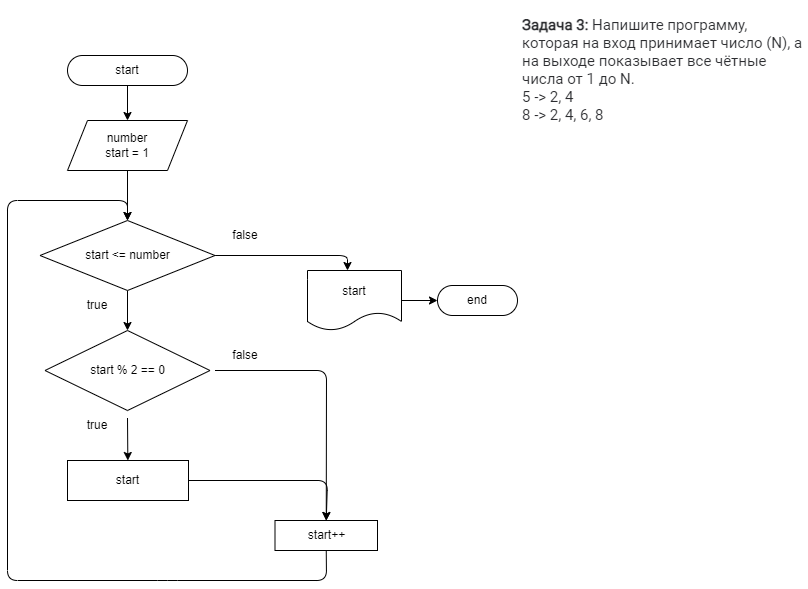 Задача 3: Напишите программу,
которая на вход принимает число (N), а
на выходе показывает все чётные
числа от 1 до N.
5 -> 2, 4
8 -> 2, 4, 6, 8
start
number
start = 1
start <= number
false
start
end
true
start % 2 == 0
false
true
start
start++